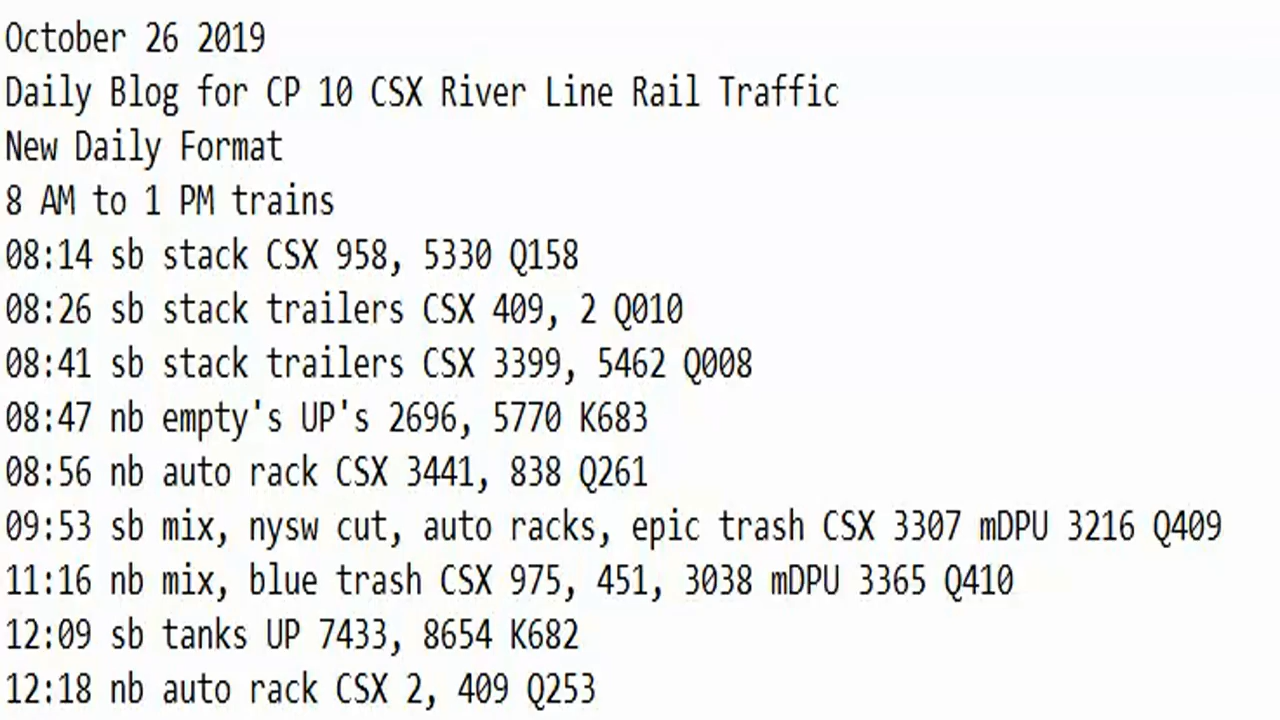 October 26 2019
Daily Blog for CP 10 CSX River Line Rail Traffic
New Daily Format
8 AM to 1 PM trains
08:14 sb stack CSX 958, 5330 Q158
08:26 sb stack trailers CSX 409, 2 Q010
08:41 sb stack trailers CSX 3399, 5462 Q008
08:47 nb empty's UP's 2696, 5770 K683
08:56 nb auto rack CSX 3441, 838 Q261
09:53 sb mix, nysw cut, auto racks, epic trash CSX 3307 mDPU 3216 Q409
11:16 nb mix, blue trash CSX 975, 451, 3038 mDPU 3365 Q410
12:09 sb tanks UP 7433, 8654 K682
12:18 nb auto rack CSX 2, 409 Q253